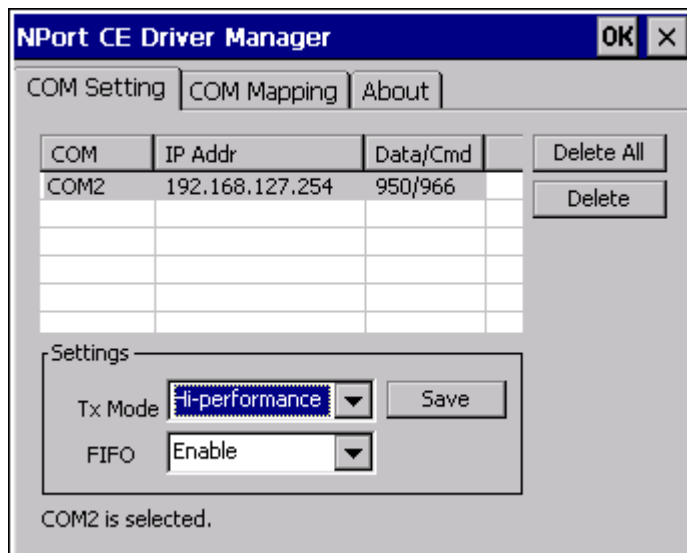 NPort CE Driver Manager OK ×
COM Setting COM Mapping About
COM IP Addr Data/Cmd Delete All
COM2 192.168.127.254 950/966
Delete
Settings
Tx Mode Hi-performance Save
FIFO Enable
COM2 is selected.